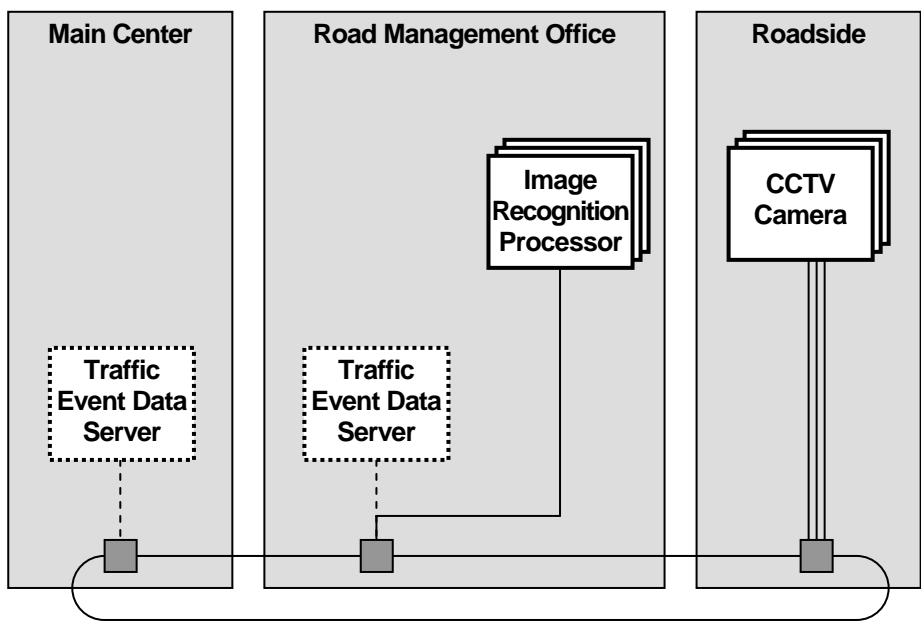 Main Center
Road Management Office
Roadside
Image
Recognition
Processor
CCTV
Camera
Traffic
Event Data
Server
Traffic
Event Data
Server